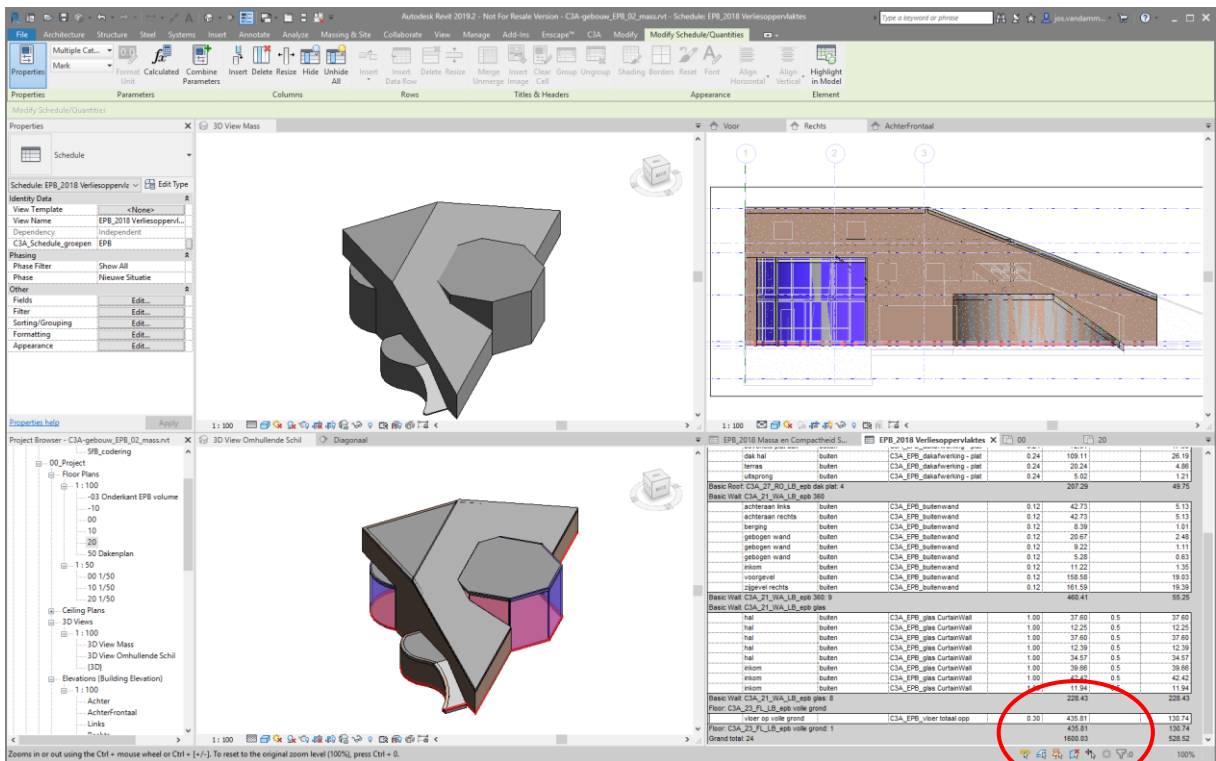 Autodesk Revit 2019.2 - Not For Resale Version - C3A-gebouw_EPB_02_mass.rvt - Schedule: EPB_2018 Verliesoppervlaktes
Type a keyword or phrase
jos.vandamm...
File Architecture Structure Steel Systems Insert Annotate Analyze Massing & Site Collaborate View Manage Add-Ins Enscape™ C3A Modify Modify Schedule/Quantities
Multiple Cat...
Mark
Properties Format Unit Calculated Combine Parameters Insert Delete Resize Hide Unhide All Insert Insert Data Row Delete Resize Merge Unmerge Insert Image Clear Cell Group Ungroup Shading Borders Reset Font Align Horizontal Align Vertical Highlight in Model
Properties Parameters Columns Rows Titles & Headers Appearance Element
Modify Schedule/Quantities
Properties
Schedule
Schedule: EPB_2018 Verliesoppervlz Edit Type
Identity Data
View Template <None>
View Name EPB_2018 Verliesoppervl...
Dependency Independent
C3A_Schedule_groepen EPB
Phasing
Phase Filter Show All
Phase Nieuwe Situatie
Other
Fields Edit...
Filter Edit...
Sorting/Grouping Edit...
Formatting Edit...
Appearance Edit...
Properties help Apply
3D View Mass
BACK
1 : 100
Voor Rechts AchterFrontaal
1 2 3
1 : 100
Project Browser - C3A-gebouw_EPB_02_mass.rvt
SfB_codering
00_Project
Floor Plans
1 : 100
-03 Onderkant EPB volume
-10
00
10
20
50 Dakenplan
1 : 50
00 1/50
10 1/50
20 1/50
Ceiling Plans
3D Views
1 : 100
3D View Mass
3D View Omhullende Schil
{3D}
Elevations (Building Elevation)
1 : 100
Achter
AchterFrontaal
Links
3D View Omhullende Schil Diagonaal
BACK
1 : 100
EPB_2018 Massa en Compactheid S... EPB_2018 Verliesoppervlaktes 00 20
dak hal buiten C3A_EPB_dakafwerking - plat 0.24 109.11 26.19
terras buiten C3A_EPB_dakafwerking - plat 0.24 20.24 4.86
uitsprong buiten C3A_EPB_dakafwerking - plat 0.24 5.02 1.21
Basic Roof: C3A_27_RO_LB_epb dak plat: 4 207.29 49.75
Basic Wall: C3A_21_WA_LB_epb 360
achteraan links buiten C3A_EPB_buitenwand 0.12 42.73 5.13
achteraan rechts buiten C3A_EPB_buitenwand 0.12 42.73 5.13
berging buiten C3A_EPB_buitenwand 0.12 8.39 1.01
gebogen wand buiten C3A_EPB_buitenwand 0.12 20.67 2.48
gebogen wand buiten C3A_EPB_buitenwand 0.12 9.22 1.11
gebogen wand buiten C3A_EPB_buitenwand 0.12 5.28 0.63
inkom buiten C3A_EPB_buitenwand 0.12 11.22 1.35
voorgevel buiten C3A_EPB_buitenwand 0.12 158.58 19.03
zijgevel rechts buiten C3A_EPB_buitenwand 0.12 161.59 19.39
Basic Wall: C3A_21_WA_LB_epb 360: 9 460.41 55.25
Basic Wall: C3A_21_WA_LB_epb glas
hal buiten C3A_EPB_glas CurtainWall 1.00 37.60 0.5 37.60
hal buiten C3A_EPB_glas CurtainWall 1.00 12.25 0.5 12.25
hal buiten C3A_EPB_glas CurtainWall 1.00 37.60 0.5 37.60
hal buiten C3A_EPB_glas CurtainWall 1.00 12.39 0.5 12.39
hal buiten C3A_EPB_glas CurtainWall 1.00 34.57 0.5 34.57
inkom buiten C3A_EPB_glas CurtainWall 1.00 39.66 0.5 39.66
inkom buiten C3A_EPB_glas CurtainWall 1.00 42.42 0.5 42.42
inkom buiten C3A_EPB_glas CurtainWall 11.94 0.5 11.94
Basic Wall: C3A_21_WA_LB_epb glas: 8 228.43 228.43
Floor: C3A_23_FL_LB_epb volle grond
vloer op volle grond C3A_EPB_vloer totaal opp 0.30 435.81 130.74
Floor: C3A_23_FL_LB_epb volle grond: 1 435.81 130.74
Grand total: 24 1600.03 528.52
Zooms in or out using the Ctrl + mouse wheel or Ctrl + [+/-]. To reset to the original zoom level (100%), press Ctrl + 0.
:0 100%